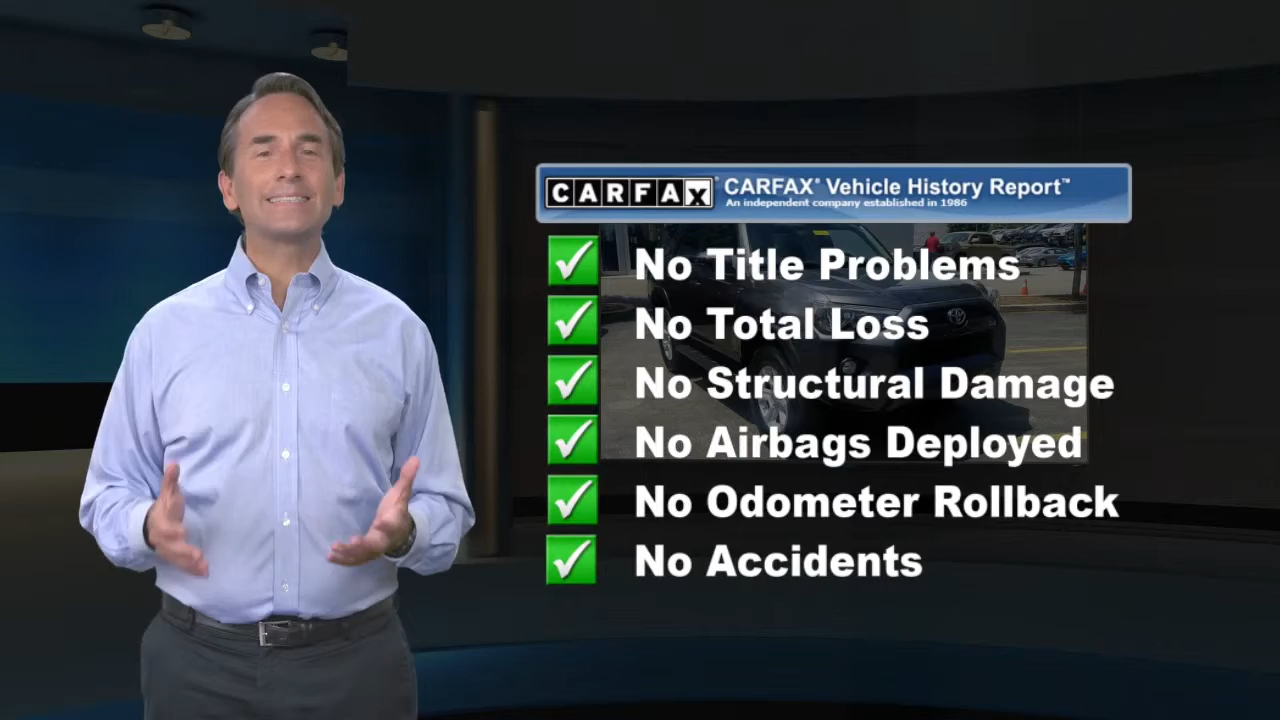 CARFAX® CARFAX® Vehicle History Report™
An independent company established in 1986
No Title Problems
No Total Loss
No Structural Damage
No Airbags Deployed
No Odometer Rollback
No Accidents